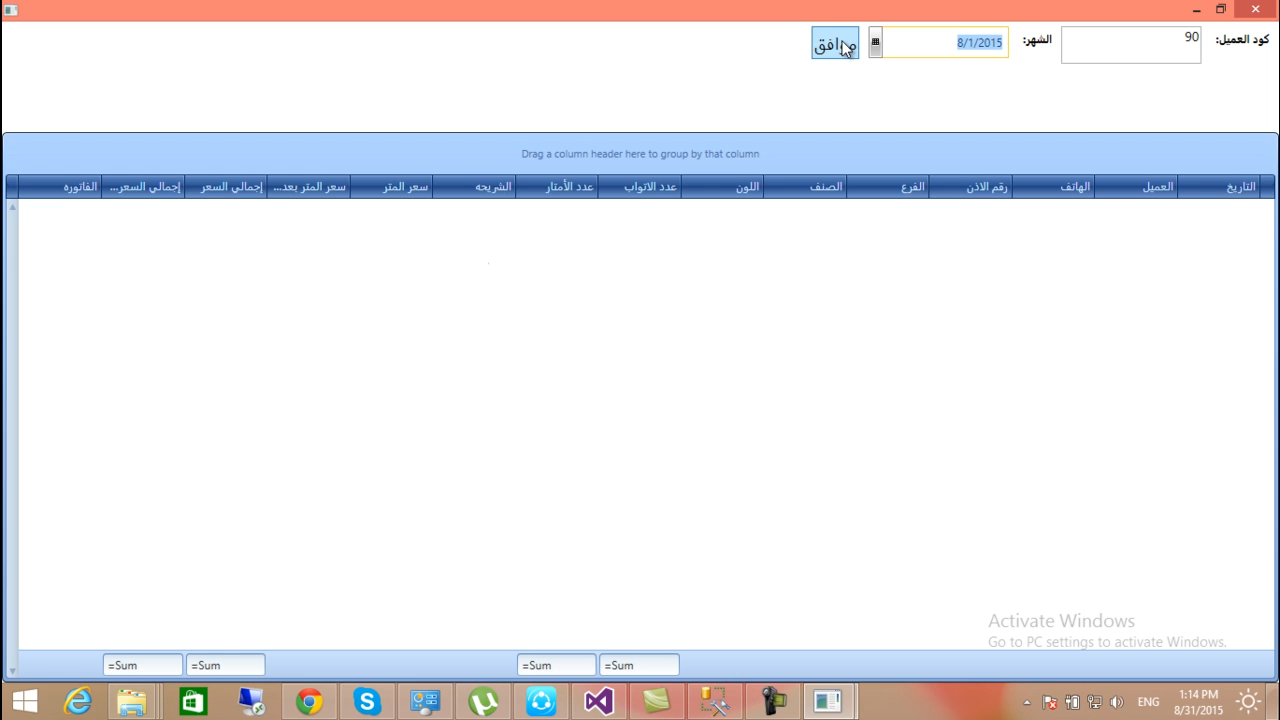 كود العميل: 90 الشهر: 8/1/2015 موافق
Drag a column header here to group by that column
التاريخ العميل الهاتف رقم الاذن الفرع الصنف اللون عدد الاتواب عدد الأمتار الشريحه سعر المتر سعر المتر بعد... إجمالي السعر إجمالي السعر... الفاتوره
Activate Windows
Go to PC settings to activate Windows.
=Sum =Sum =Sum =Sum
ENG
1:14 PM
8/31/2015